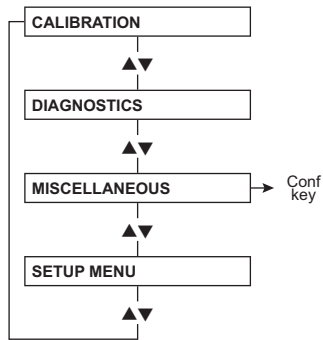 CALIBRATION
▲▼
DIAGNOSTICS
▲▼
MISCELLANEOUS
Conf
key
▲▼
SETUP MENU
▲▼